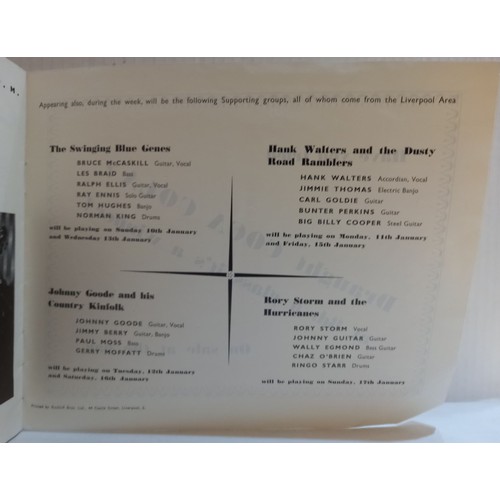 . H.
Appearing also, during the week, will be the following Supporting groups, all of whom come from the Liverpool Area
The Swinging Blue Genes
BRUCE McCASKILL Guitar, Vocal
LES BRAID Bass
RALPH ELLIS Guitar, Vocal
RAY ENNIS Solo Guitar
TOM HUGHES Banjo
NORMAN KING Drums
will be playing on Sunday 10th January
and Wednesday 13th January
Hank Walters and the Dusty
Road Ramblers
HANK WALTERS Accordian, Vocal
JIMMIE THOMAS Electric Banjo
CARL GOLDIE Guitar
BUNTER PERKINS Guitar
BIG BILLY COOPER Steel Guitar
will be playing on Monday, 11th January
and Friday, 15th January
Johnny Goode and his
Country Kinfolk
JOHNNY GOODE Guitar, Vocal
JIMMY BERRY Guitar, Banjo
PAUL MOSS Bass
GERRY MOFFATT Drums
will be playing on Tuesday, 12th January
and Saturday, 16th January
Rory Storm and the
Hurricanes
RORY STORM Vocal
JOHNNY GUITAR Guitar
WALLY EGMOND Bass Guitar
CHAZ O'BRIEN Guitar
RINGO STARR Drums
will be playing on Sunday, 17th January